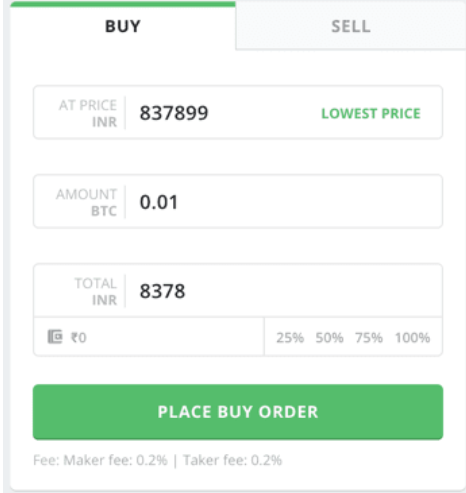 BUY SELL
AT PRICE
INR
837899 LOWEST PRICE
AMOUNT
BTC
0.01
TOTAL
INR
8378
₹0 25% 50% 75% 100%
PLACE BUY ORDER
Fee: Maker fee: 0.2% | Taker fee: 0.2%